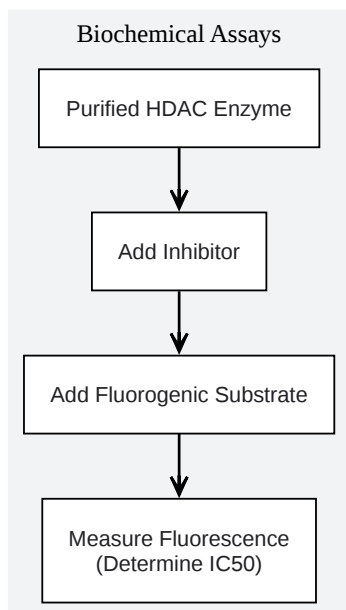 Biochemical Assays
Purified HDAC Enzyme
Add Inhibitor
Add Fluorogenic Substrate
Measure Fluorescence
(Determine IC50)